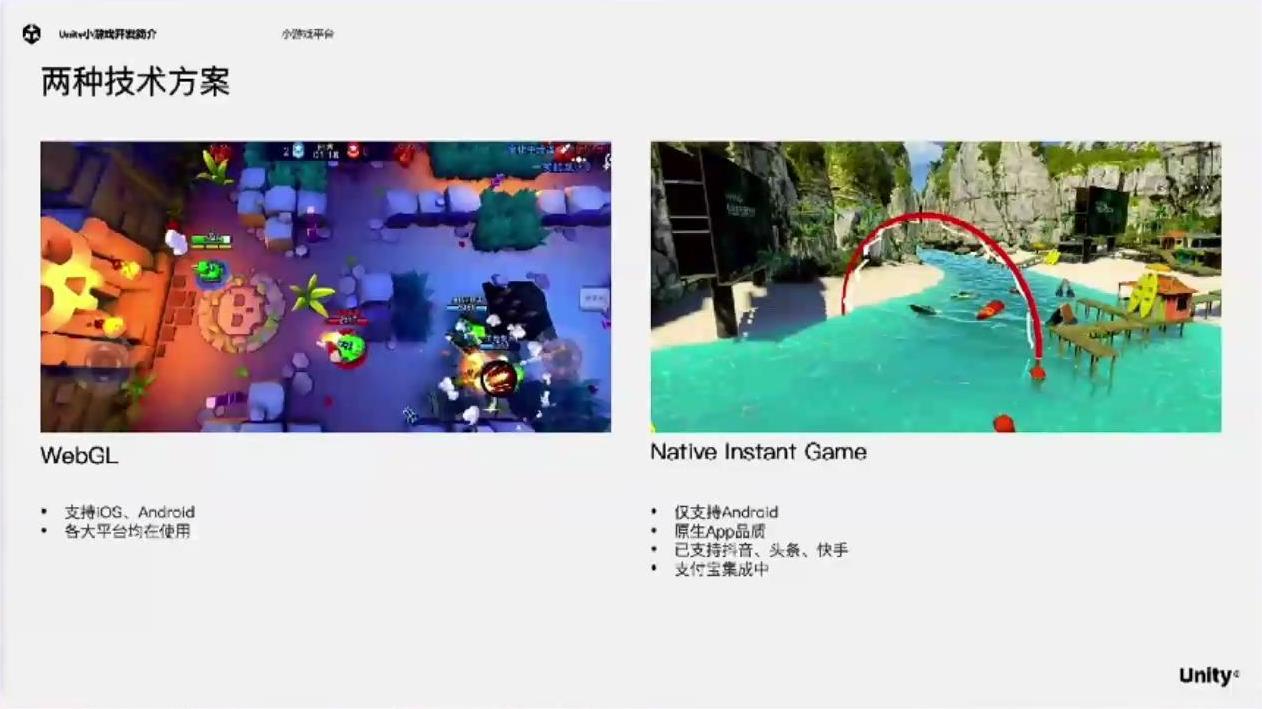 Unity小游戏开发简介
小游戏平台
两种技术方案
01:18
WebGL
• 支持iOS、Android
• 各大平台均在使用
Native Instant Game
• 仅支持Android
• 原生App品质
• 已支持抖音、头条、快手
• 支付宝集成中
Unity